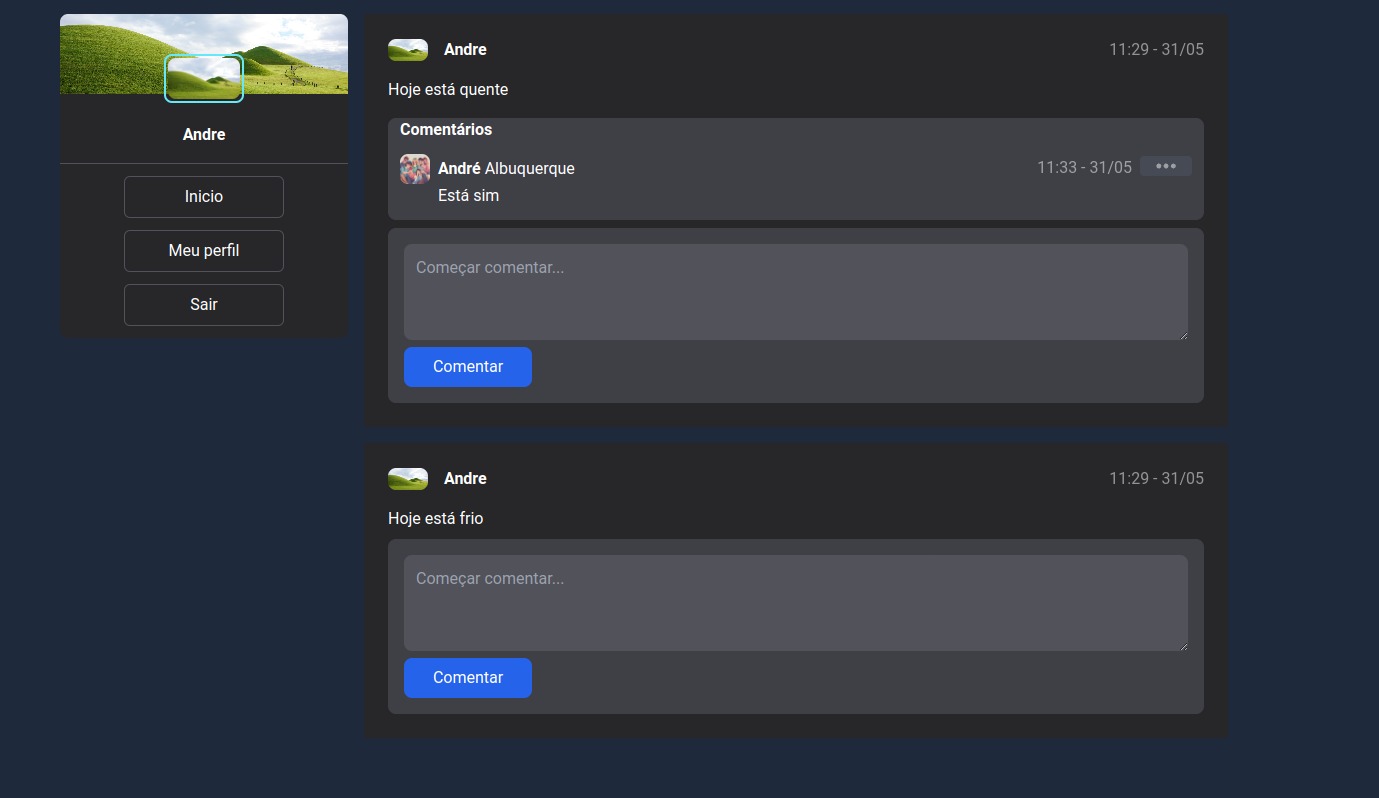 Andre
Inicio
Meu perfil
Sair
Andre 11:29 - 31/05
Hoje está quente
Comentários
André Albuquerque 11:33 - 31/05
Está sim
Começar comentar...
Comentar
Andre 11:29 - 31/05
Hoje está frio
Começar comentar...
Comentar